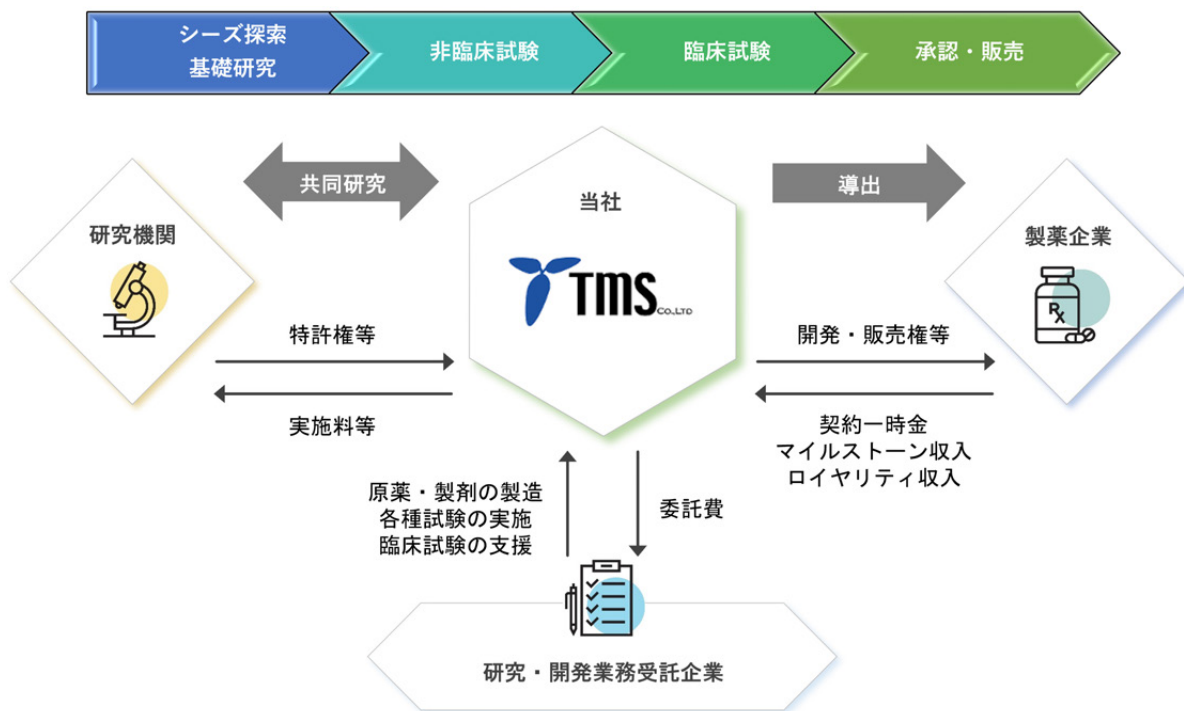 シーズ探索
基礎研究
非臨床試験
臨床試験
承認・販売
共同研究
当社
導出
研究機関
製薬企業
TMS
CO.,LTD
Rx
特許権等
開発・販売権等
実施料等
契約一時金
マイルストーン収入
ロイヤリティ収入
原薬・製剤の製造
各種試験の実施
臨床試験の支援
委託費
研究・開発業務受託企業